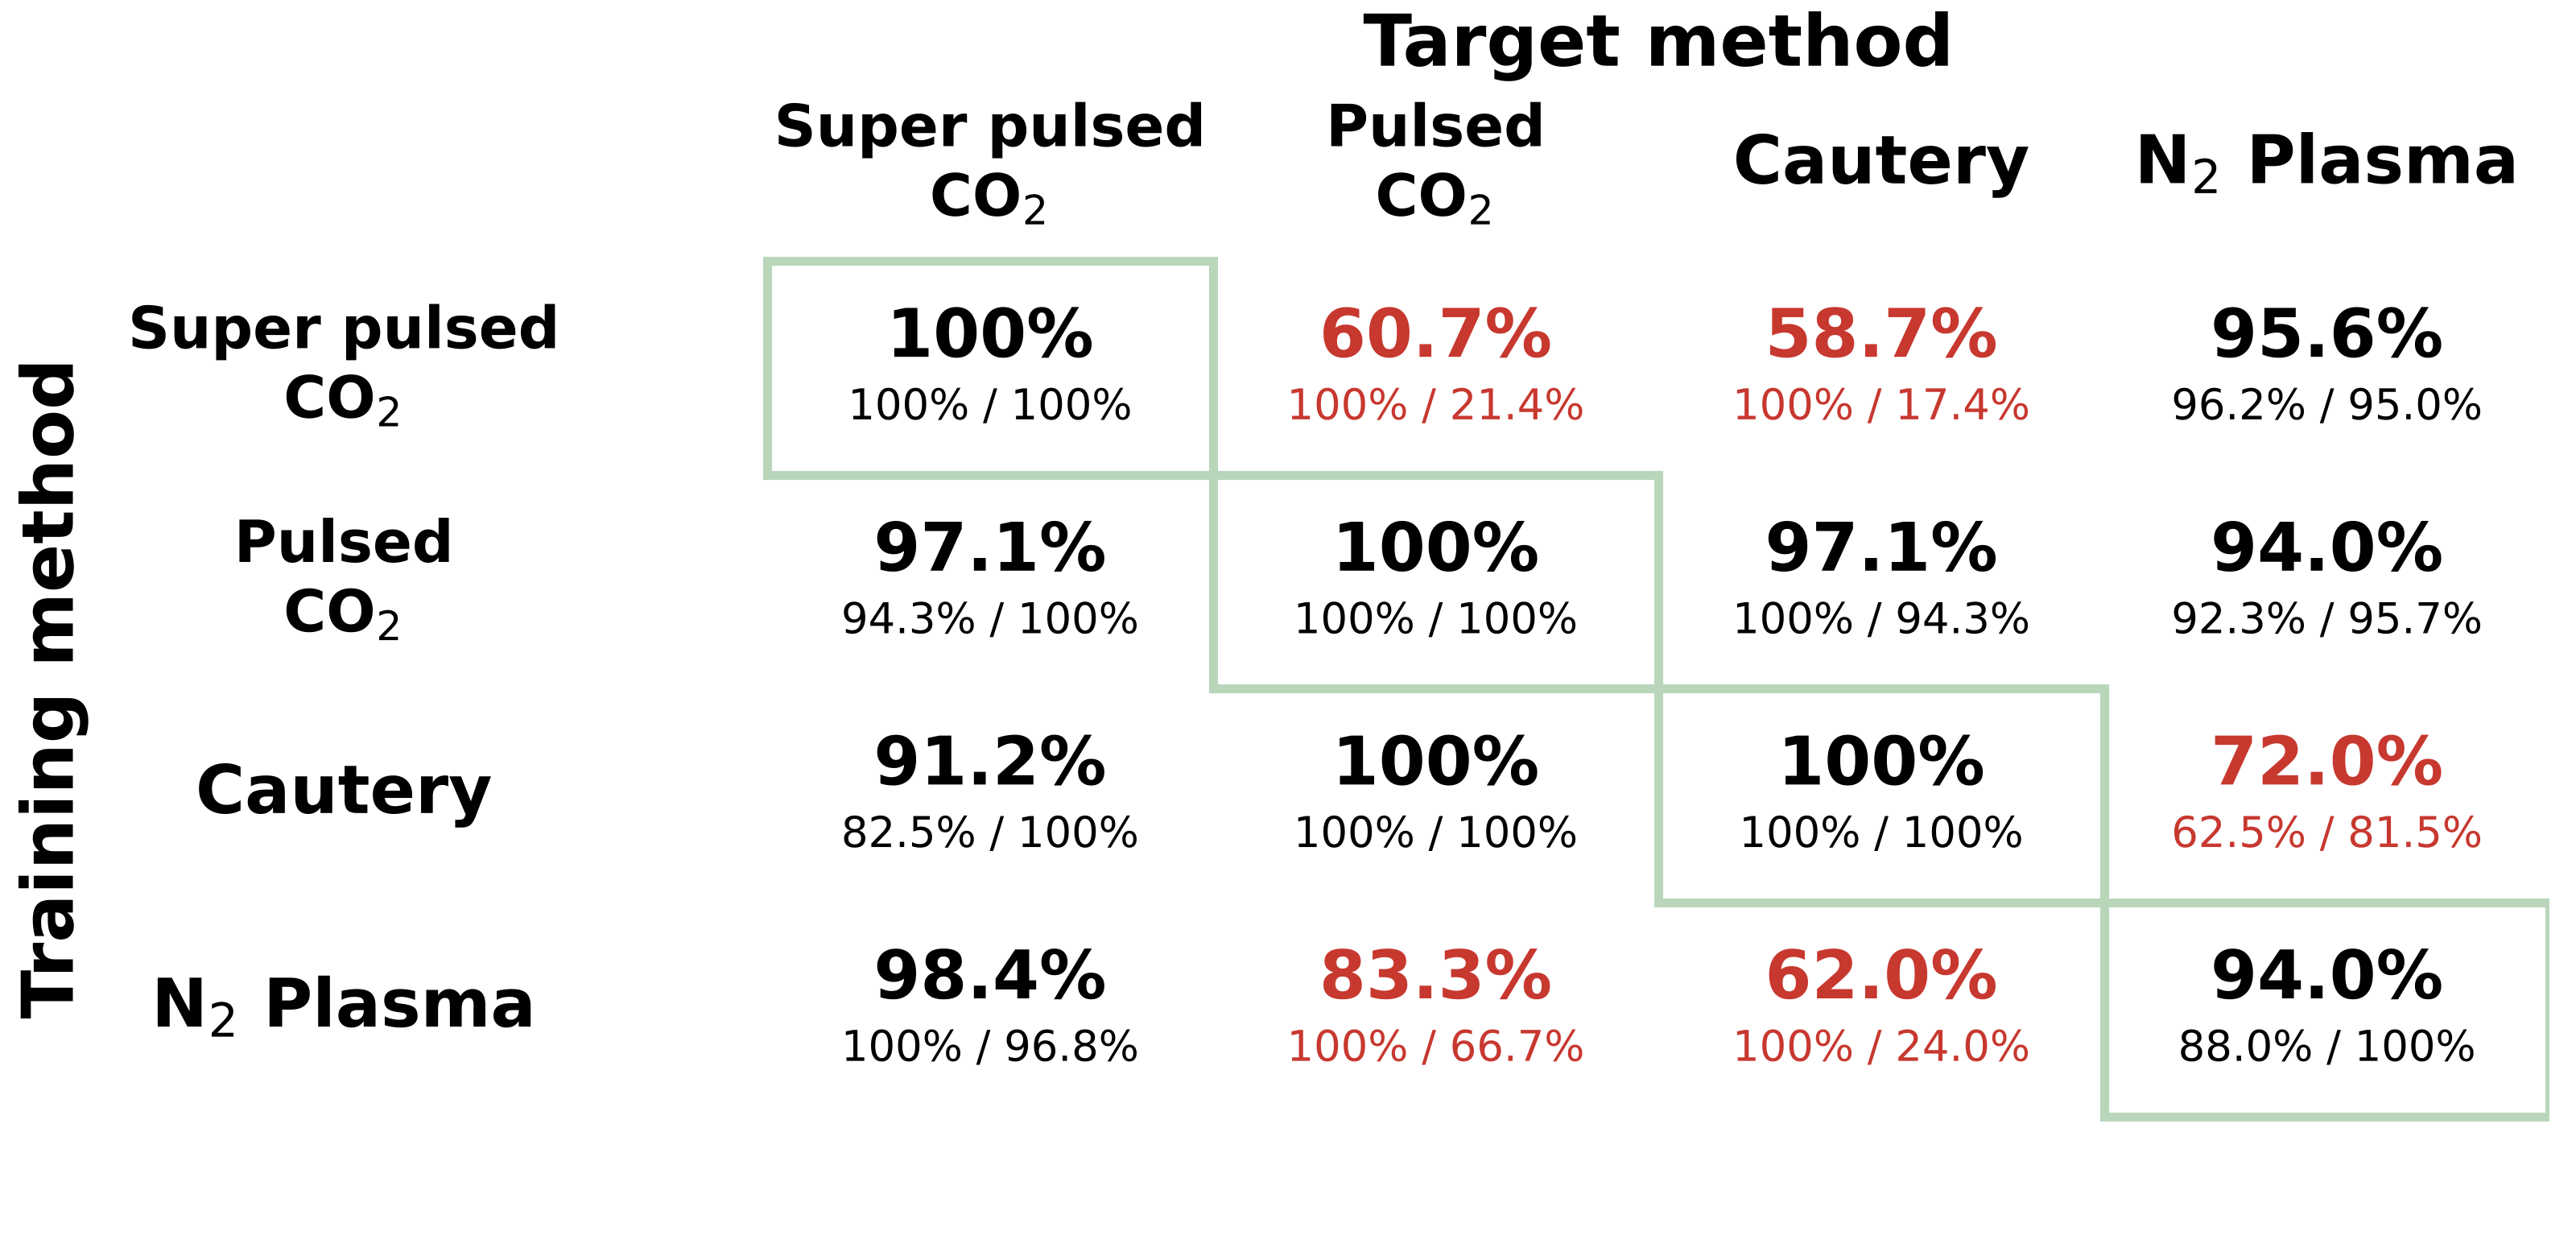 Target method
Super pulsed
CO₂
Pulsed
CO₂
Cautery
N₂ Plasma
Training method
Super pulsed
CO₂
100%
100% / 100%
60.7%
100% / 21.4%
58.7%
100% / 17.4%
95.6%
96.2% / 95.0%
Pulsed
CO₂
97.1%
94.3% / 100%
100%
100% / 100%
97.1%
100% / 94.3%
94.0%
92.3% / 95.7%
Cautery
91.2%
82.5% / 100%
100%
100% / 100%
100%
100% / 100%
72.0%
62.5% / 81.5%
N₂ Plasma
98.4%
100% / 96.8%
83.3%
100% / 66.7%
62.0%
100% / 24.0%
94.0%
88.0% / 100%